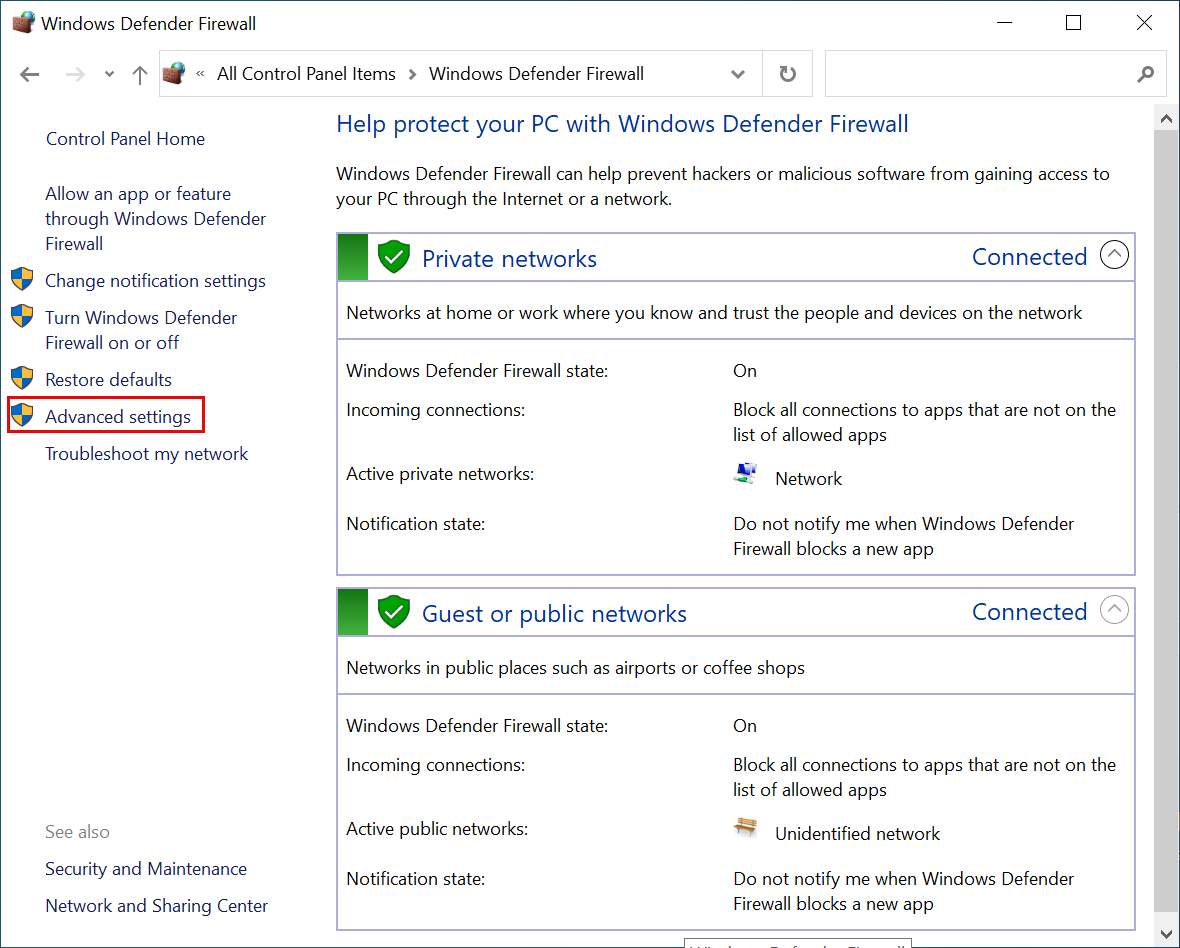 Windows Defender Firewall
« All Control Panel Items > Windows Defender Firewall
Control Panel Home
Allow an app or feature
through Windows Defender
Firewall
Change notification settings
Turn Windows Defender
Firewall on or off
Restore defaults
Advanced settings
Troubleshoot my network
See also
Security and Maintenance
Network and Sharing Center
Help protect your PC with Windows Defender Firewall
Windows Defender Firewall can help prevent hackers or malicious software from gaining access to
your PC through the Internet or a network.
Private networks Connected
Networks at home or work where you know and trust the people and devices on the network
Windows Defender Firewall state: On
Incoming connections: Block all connections to apps that are not on the
list of allowed apps
Active private networks: Network
Notification state: Do not notify me when Windows Defender
Firewall blocks a new app
Guest or public networks Connected
Networks in public places such as airports or coffee shops
Windows Defender Firewall state: On
Incoming connections: Block all connections to apps that are not on the
list of allowed apps
Active public networks: Unidentified network
Notification state: Do not notify me when Windows Defender
Firewall blocks a new app
Windows Defender Firewall